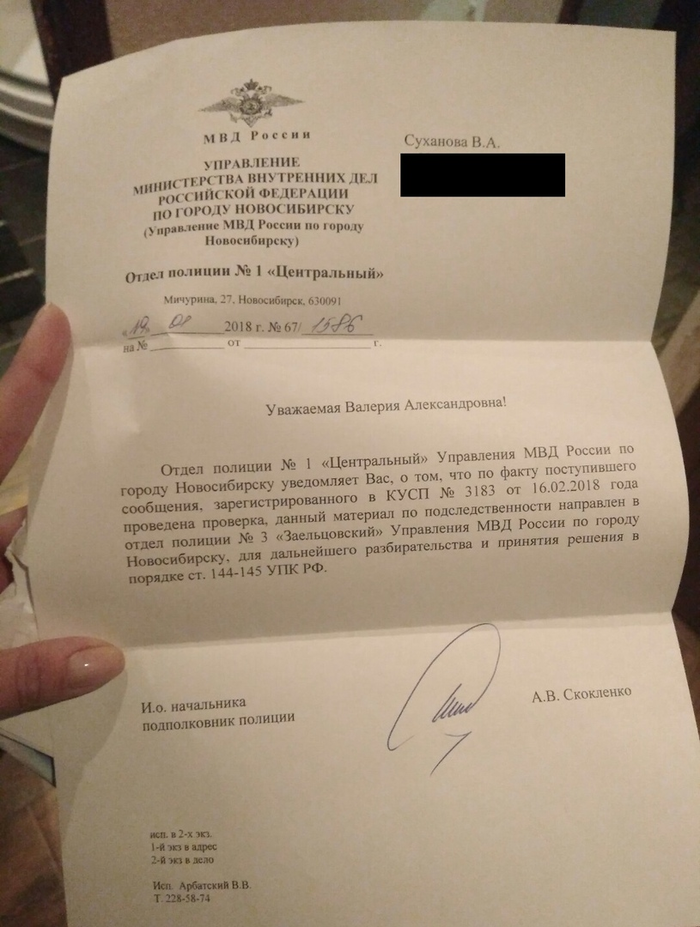 МВД России
УПРАВЛЕНИЕ
МИНИСТЕРСТВА ВНУТРЕННИХ ДЕЛ
РОССИЙСКОЙ ФЕДЕРАЦИИ
ПО ГОРОДУ НОВОСИБИРСКУ
(Управление МВД России по городу
Новосибирску)
Отдел полиции № 1 «Центральный»
Мичурина, 27, Новосибирск, 630091
«19» 2018 г. № 67/ 1586
на № от г.
Суханова В.А.
Уважаемая Валерия Александровна!
Отдел полиции № 1 «Центральный» Управления МВД России по
городу Новосибирску уведомляет Вас, о том, что по факту поступившего
сообщения, зарегистрированного в КУСП № 3183 от 16.02.2018 года
проведена проверка, данный материал по подследственности направлен в
отдел полиции № 3 «Заельцовский» Управления МВД России по городу
Новосибирску, для дальнейшего разбирательства и принятия решения в
порядке ст. 144-145 УПК РФ.
И.о. начальника
подполковник полиции
А.В. Скокленко
исп. в 2-х экз.
1-й экз в адрес
2-й экз в дело
Исп. Арбатский В.В.
Т. 228-58-74